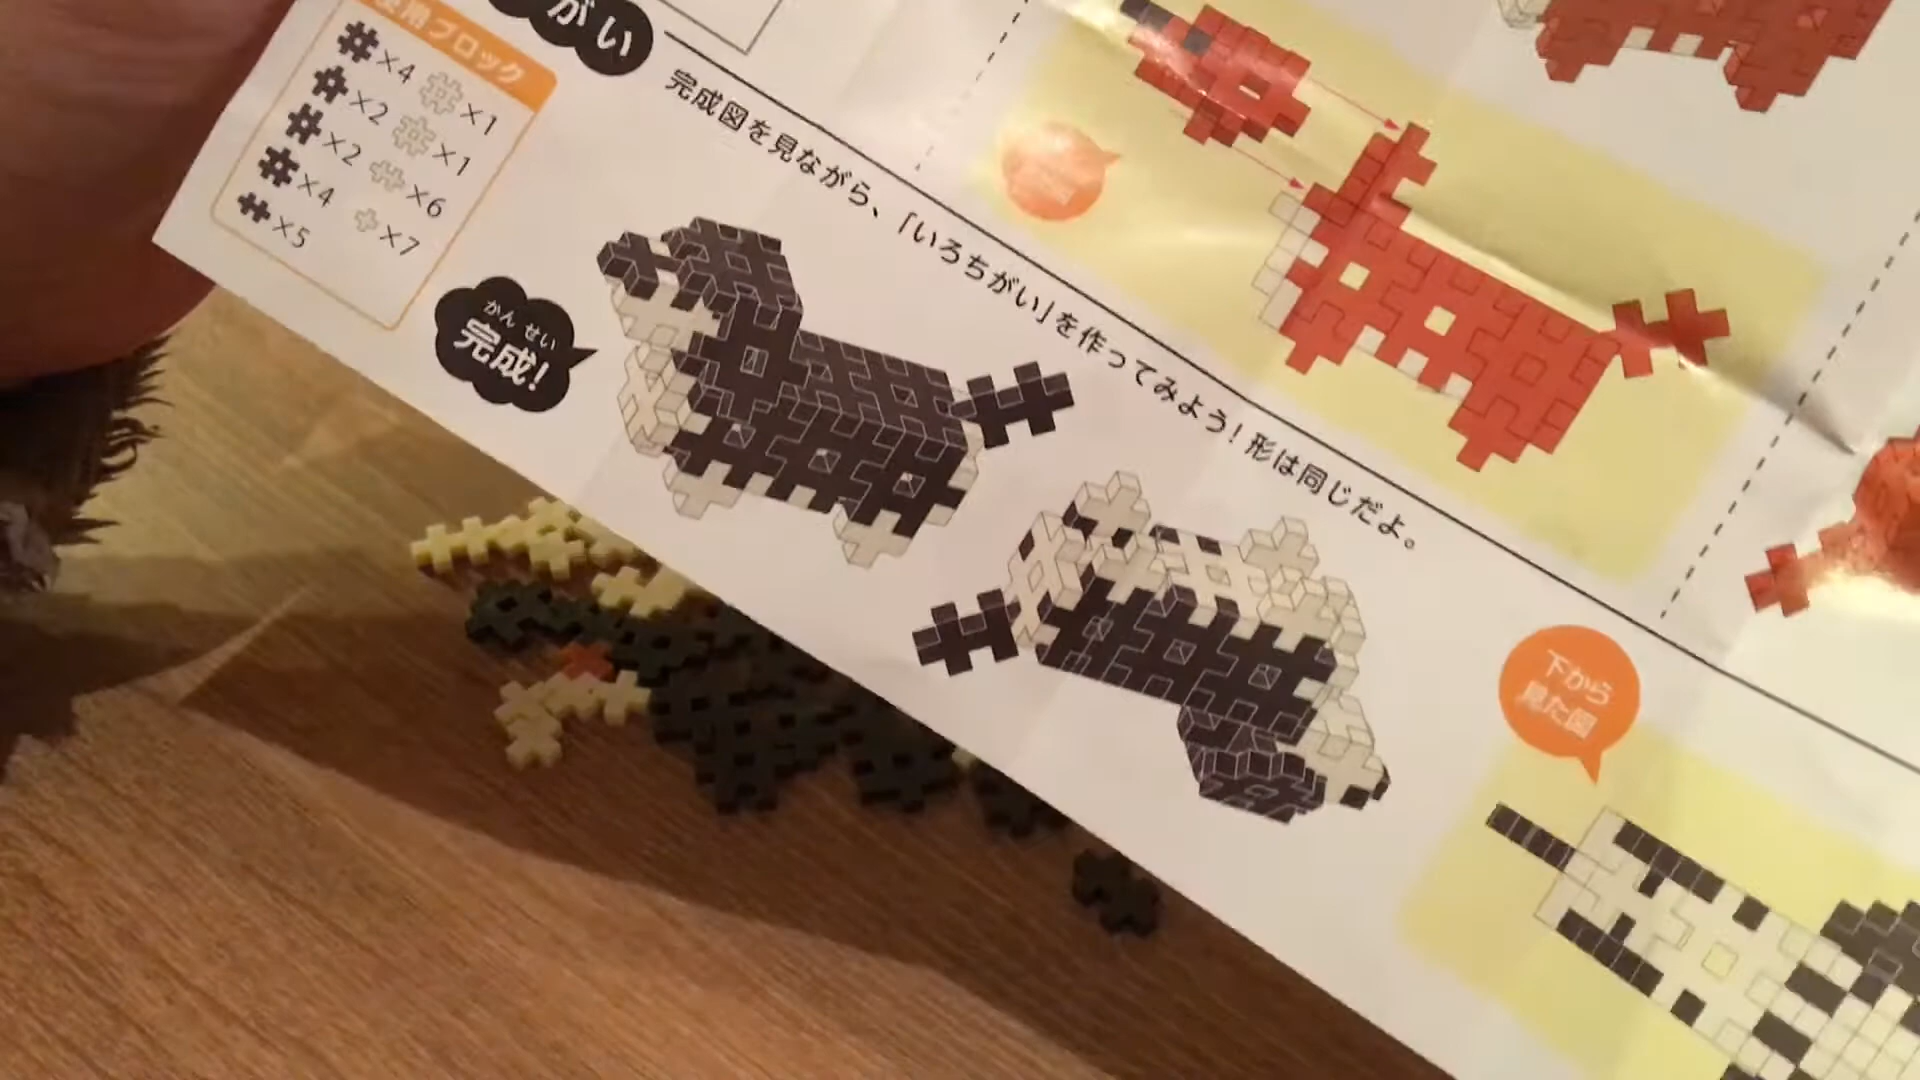 使用ブロック
がい
×4
×1
×2
×1
×2
×6
×4
×7
×5
かんせい
完成!
完成図を見ながら、「いろちがい」を作ってみよう!形は同じだよ。
下から
見た図